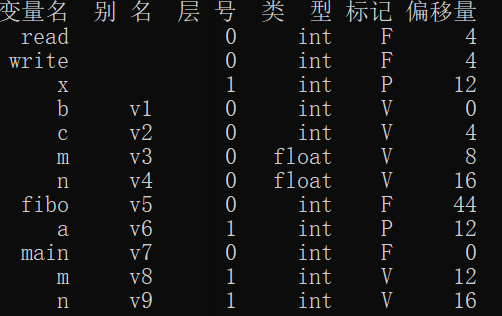 变量名 别 名 层 号 类 型 标记 偏移量
read 0 int F 4
write 0 int F 4
x 1 int P 12
b v1 0 int V 0
c v2 0 int V 4
m v3 0 float V 8
n v4 0 float V 16
fibo v5 0 int F 44
a v6 1 int P 12
main v7 0 int F 0
m v8 1 int V 12
n v9 1 int V 16